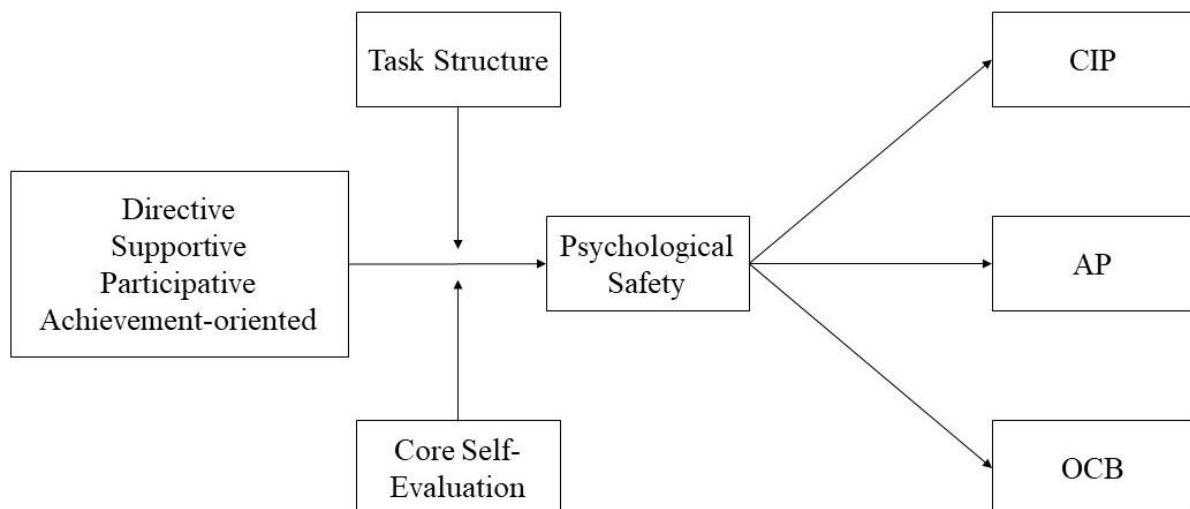 Task Structure
CIP
Directive
Supportive
Participative
Achievement-oriented
Psychological
Safety
AP
Core Self-
Evaluation
OCB